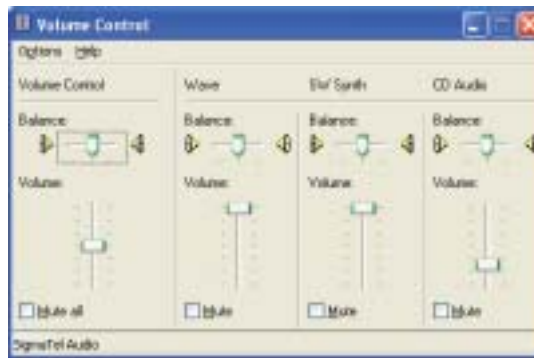 Volume Control
Options Help
Volume Control Wave SW Synth CD Audio
Balance: Balance: Balance: Balance:
Volume: Volume: Volume: Volume:
Mute all Mute Mute Mute
SigmaTel Audio